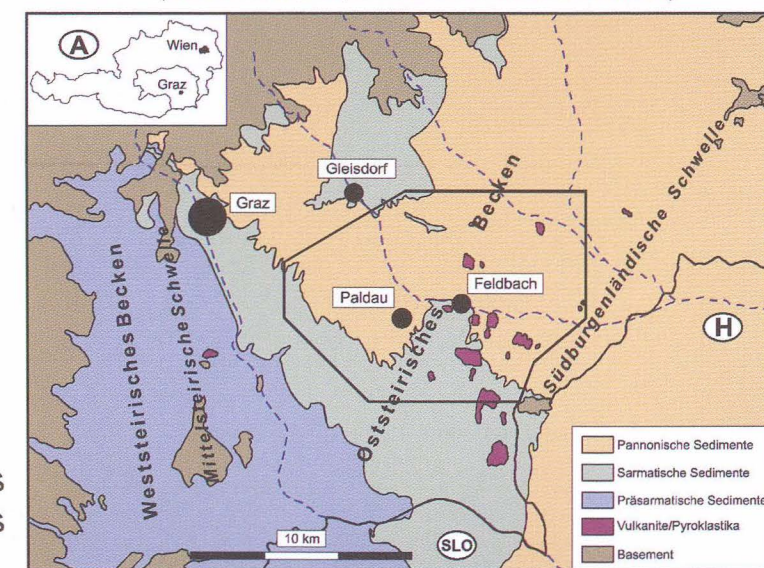 A
Wien
Graz
Gleisdorf
Graz
Becken
Südburgenländische Schwelle
Feldbach
Paldau
H
Weststeirisches Becken
Mittelsteirische Schwelle
Oststeirisches
Pannonische Sedimente
Sarmatische Sedimente
Präsarmatische Sedimente
Vulkanite/Pyroklastika
Basement
10 km
SLO